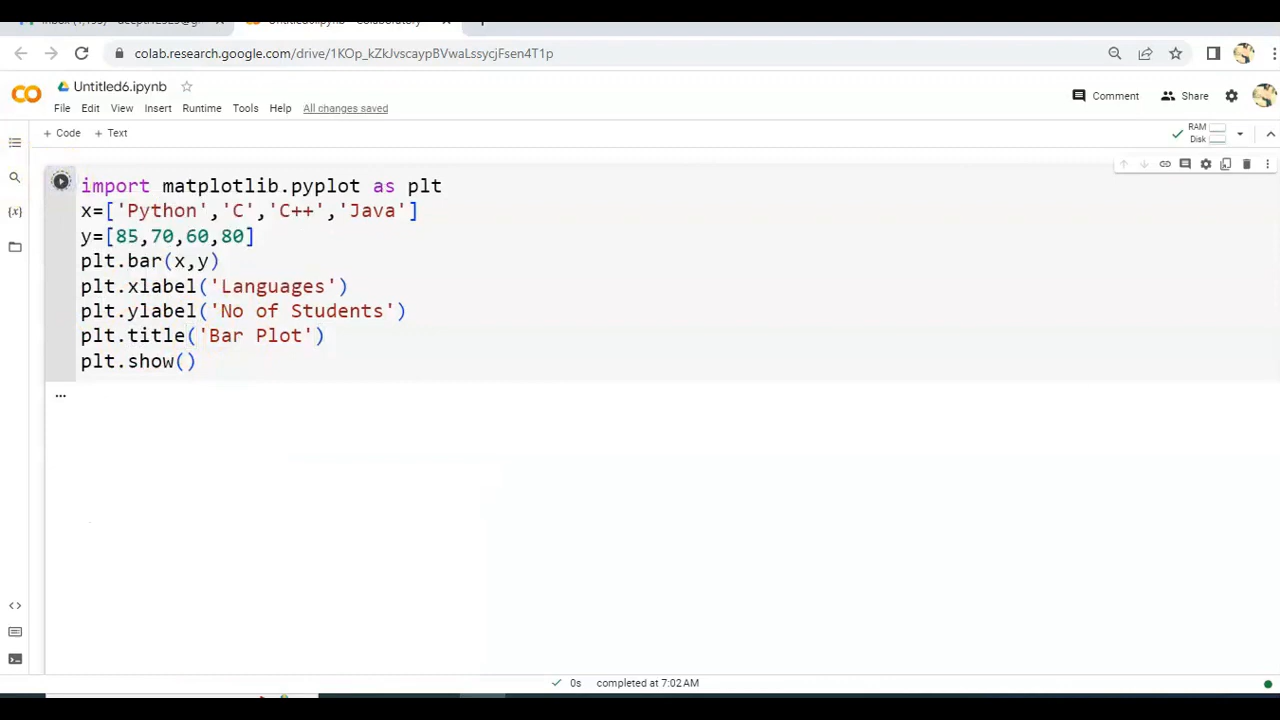 colab.research.google.com/drive/1KOp_kZkJvscaypBVwaLssycjFsen4T1p
Untitled6.ipynb
File Edit View Insert Runtime Tools Help All changes saved
Comment Share
+ Code + Text
RAM
Disk
import matplotlib.pyplot as plt
x=['Python','C','C++','Java']
y=[85,70,60,80]
plt.bar(x,y)
plt.xlabel('Languages')
plt.ylabel('No of Students')
plt.title('Bar Plot')
plt.show()
...
0s completed at 7:02 AM